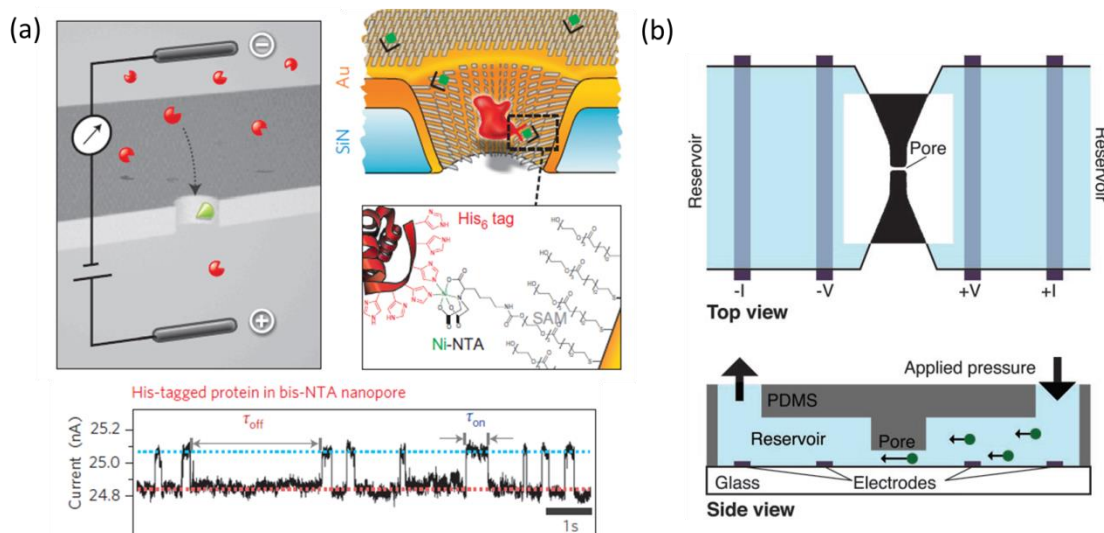 (a)
⊖
⊕
Au
SiN
His6 tag
HO
O
NH
N
S
SAM
Ni-NTA
His-tagged protein in bis-NTA nanopore
τoff
τon
Current (nA)
25.2
25.0
24.8
1s
(b)
Reservoir
Pore
Reservoir
-I
-V
+V
+I
Top view
Applied pressure
PDMS
Reservoir
Pore
Glass
Electrodes
Side view